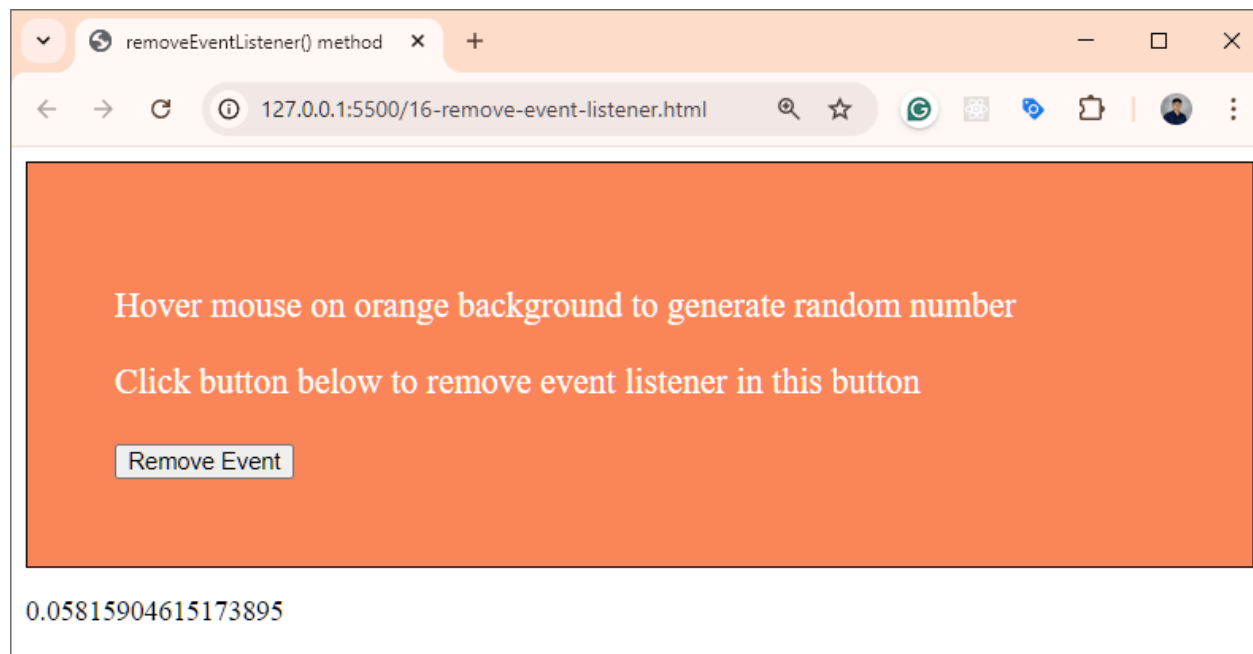 removeEventListener() method
127.0.0.1:5500/16-remove-event-listener.html
Hover mouse on orange background to generate random number
Click button below to remove event listener in this button
Remove Event
0.05815904615173895